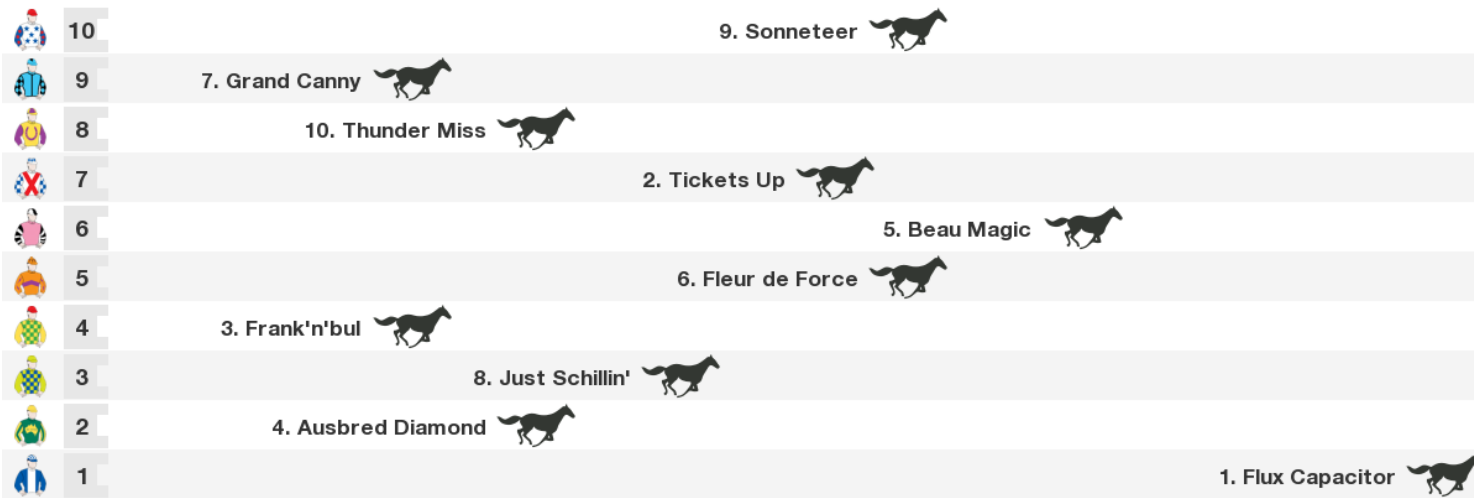 10 9. Sonneteer
9 7. Grand Canny
8 10. Thunder Miss
7 2. Tickets Up
6 5. Beau Magic
5 6. Fleur de Force
4 3. Frank'n'bul
3 8. Just Schillin'
2 4. Ausbred Diamond
1 1. Flux Capacitor